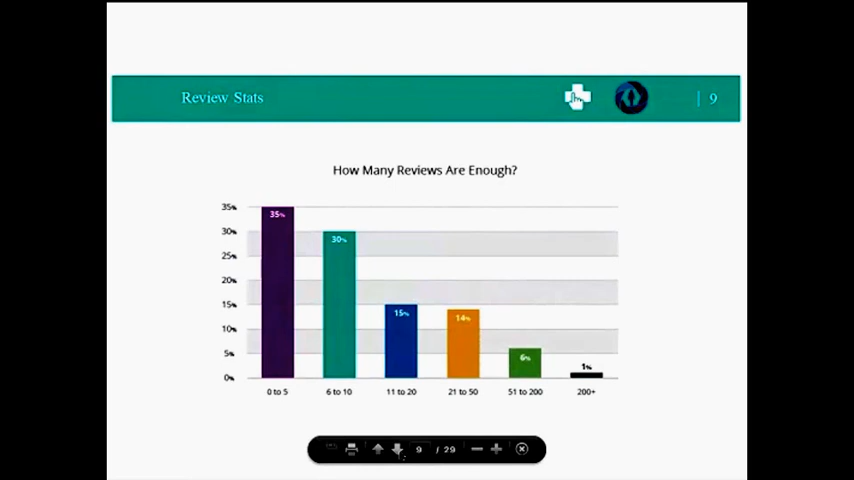 Review Stats
| 9
How Many Reviews Are Enough?
35%
30%
25%
20%
15%
10%
5%
0%
35%
30%
15%
14%
6%
1%
0 to 5
6 to 10
11 to 20
21 to 50
51 to 200
200+
9 / 29